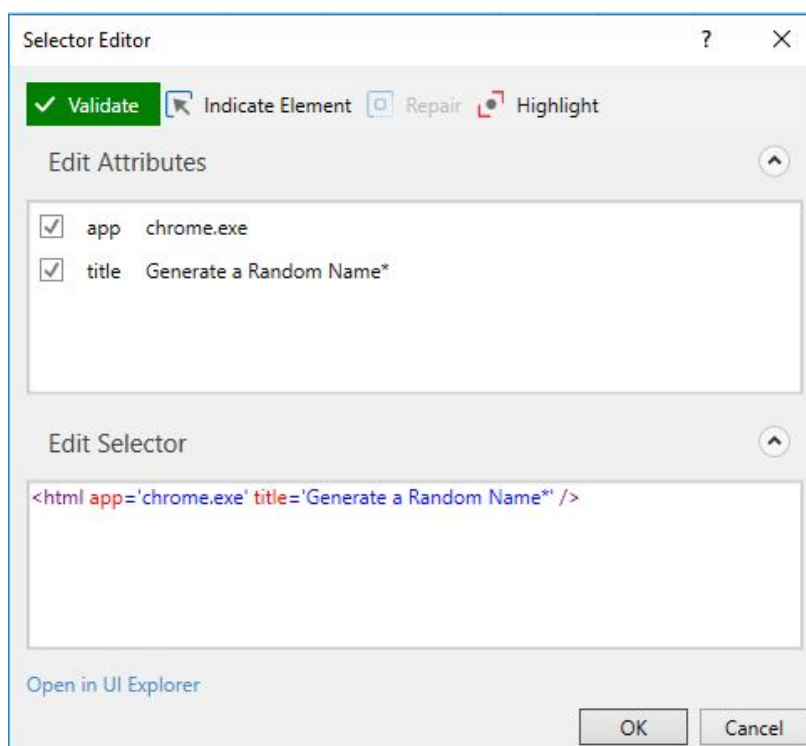 Selector Editor ?
Validate Indicate Element Repair Highlight
Edit Attributes
app chrome.exe
title Generate a Random Name*
Edit Selector
<html app='chrome.exe' title='Generate a Random Name*' />
Open in UI Explorer
OK Cancel